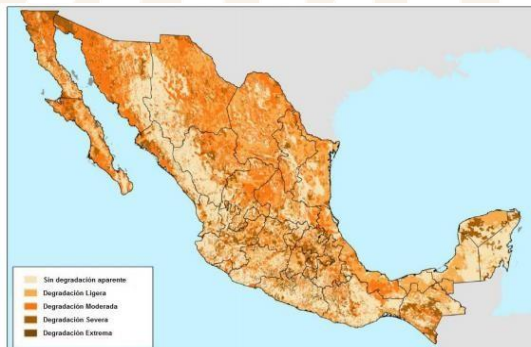 Sin degradación aparente
Degradación Ligera
Degradación Moderada
Degradación Severa
Degradación Extrema